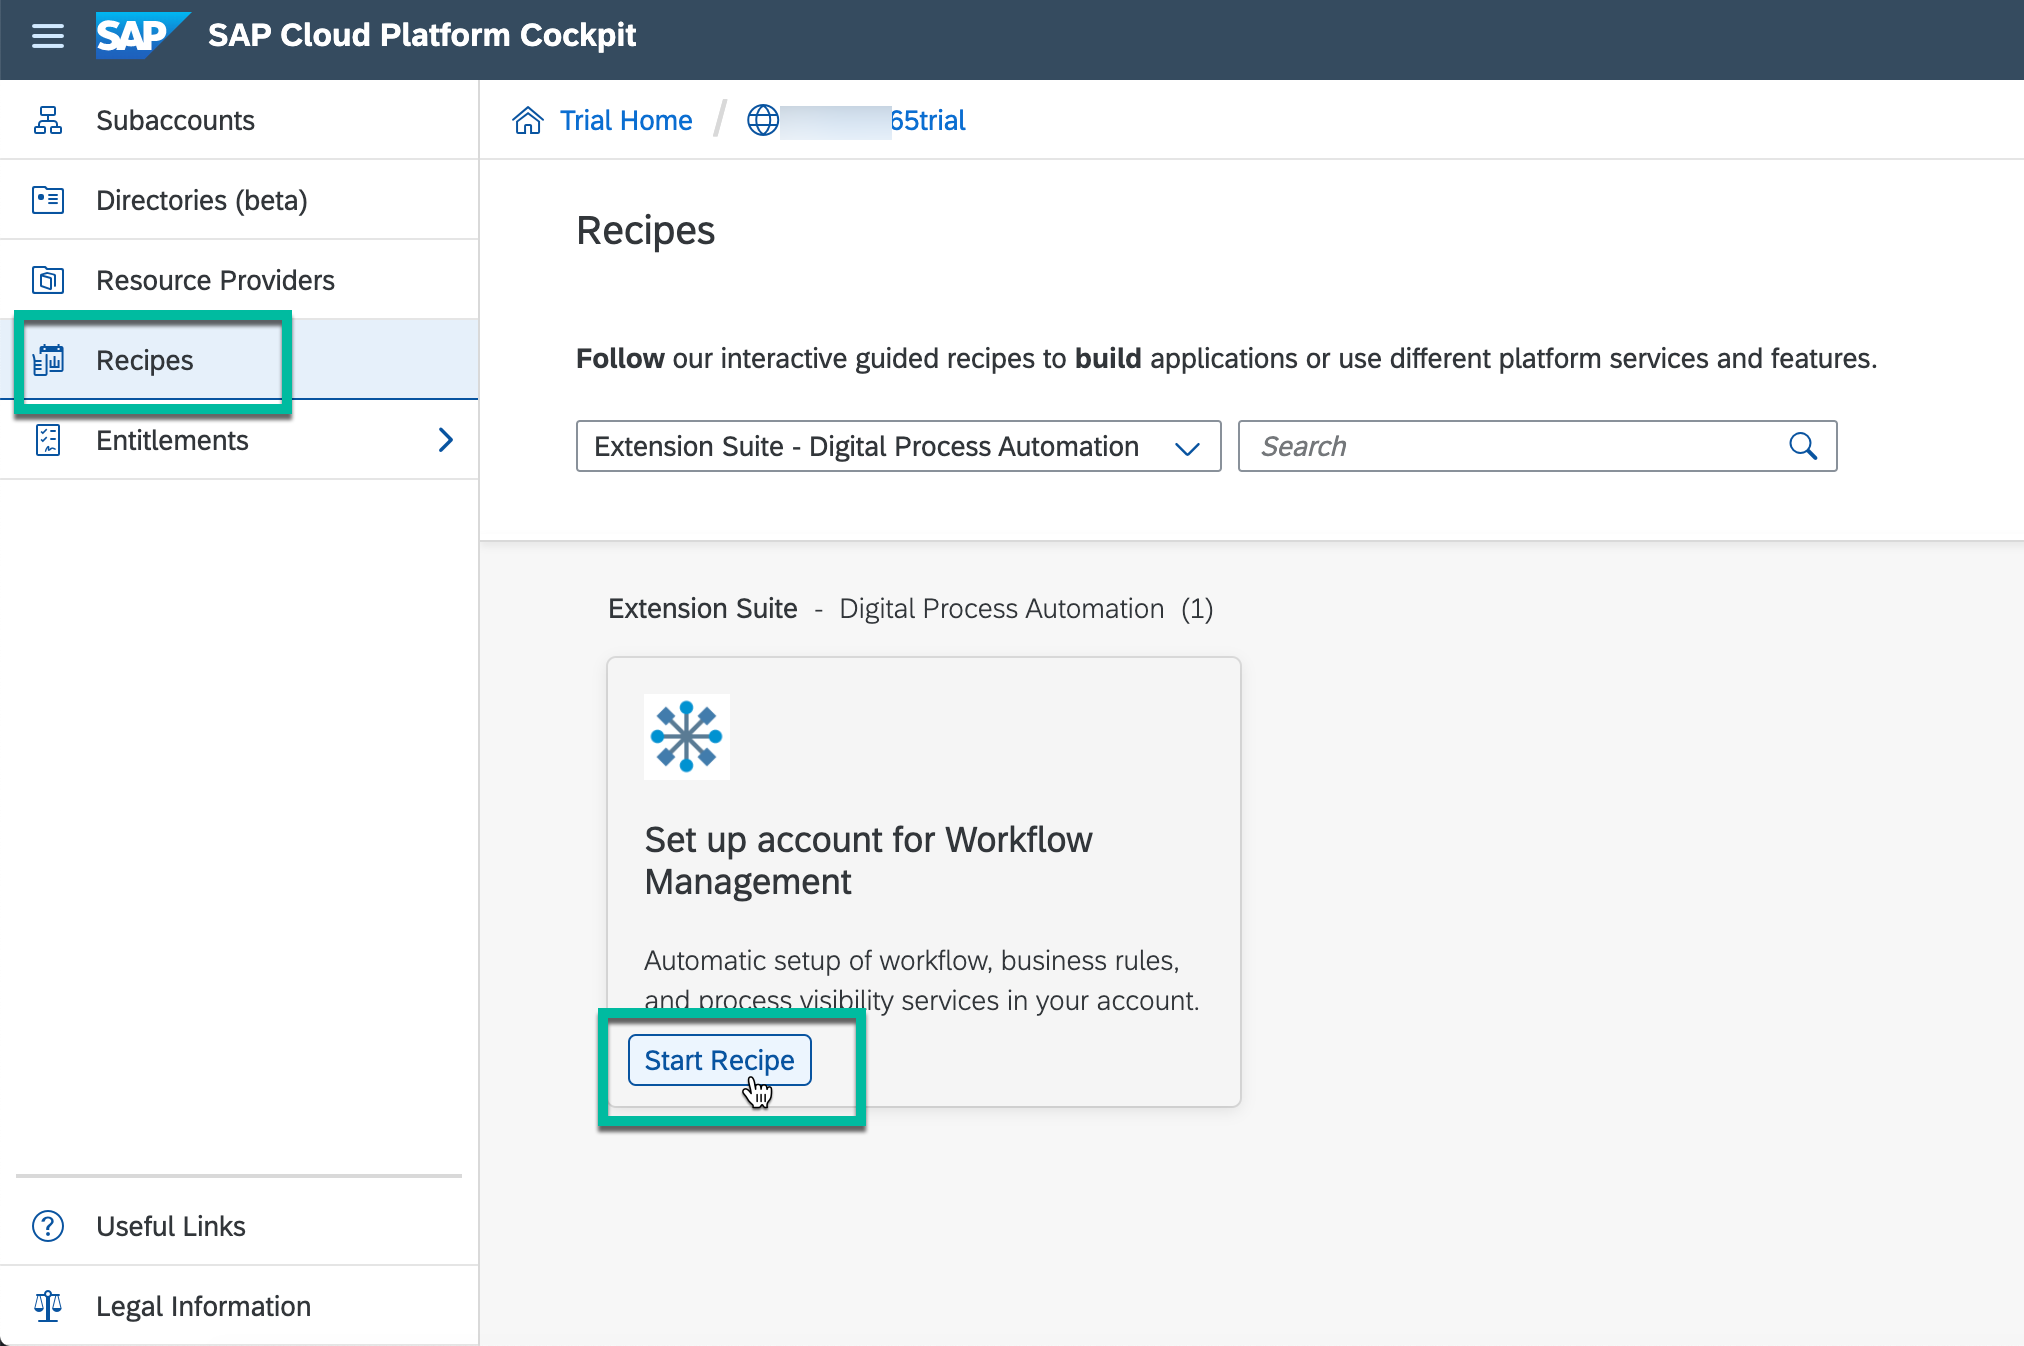 SAP SAP Cloud Platform Cockpit
Subaccounts
Directories (beta)
Resource Providers
Recipes
Entitlements
Useful Links
Legal Information
Trial Home / 65trial
Recipes
Follow our interactive guided recipes to build applications or use different platform services and features.
Extension Suite - Digital Process Automation
Search
Extension Suite - Digital Process Automation (1)
Set up account for Workflow
Management
Automatic setup of workflow, business rules,
and process visibility services in your account.
Start Recipe